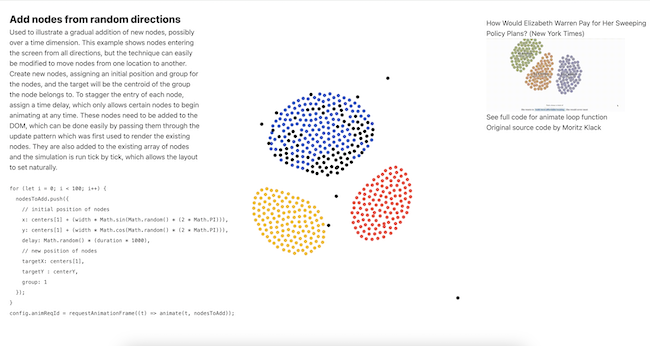 Add nodes from random directions
Used to illustrate a gradual addition of new nodes, possibly
over a time dimension. This example shows nodes entering
the screen from all directions, but the technique can easily
be modified to move nodes from one location to another.
Create new nodes, assigning an initial position and group for
the nodes, and the target will be the centroid of the group
the node belongs to. To stagger the entry of each node,
assign a time delay, which only allows certain nodes to begin
animating at any time. These nodes need to be added to the
DOM, which can be done easily by passing them through the
update pattern which was first used to render the existing
nodes. They are also added to the existing array of nodes
and the simulation is run tick by tick, which allows the layout
to set naturally.
for (let i = 0; i < 100; i++) {
nodesToAdd.push({
// initial position of nodes
x: centers[1] + (width * Math.sin(Math.random() * (2 * Math.PI))),
y: centers[1] + (width * Math.cos(Math.random() * (2 * Math.PI))),
delay: Math.random() * (duration * 1000),
// new position of nodes
targetX: centers[1],
targetY : centerY,
group: 1
});
}
config.animReqId = requestAnimationFrame((t) => animate(t, nodesToAdd));
How Would Elizabeth Warren Pay for Her Sweeping
Policy Plans? (New York Times)
See full code for animate loop function
Original source code by Moritz Klack